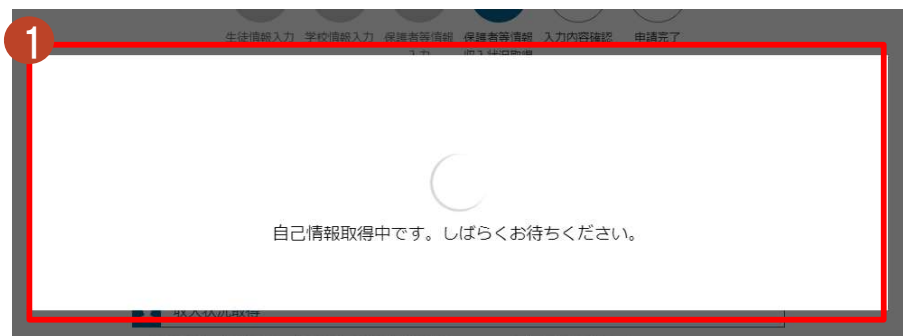 1
生徒情報入力 学校情報入力 保護者等情報 保護者等情報 入力内容確認 申請完了
入力 収入状況取得
自己情報取得中です。しばらくお待ちください。
収入状況取得